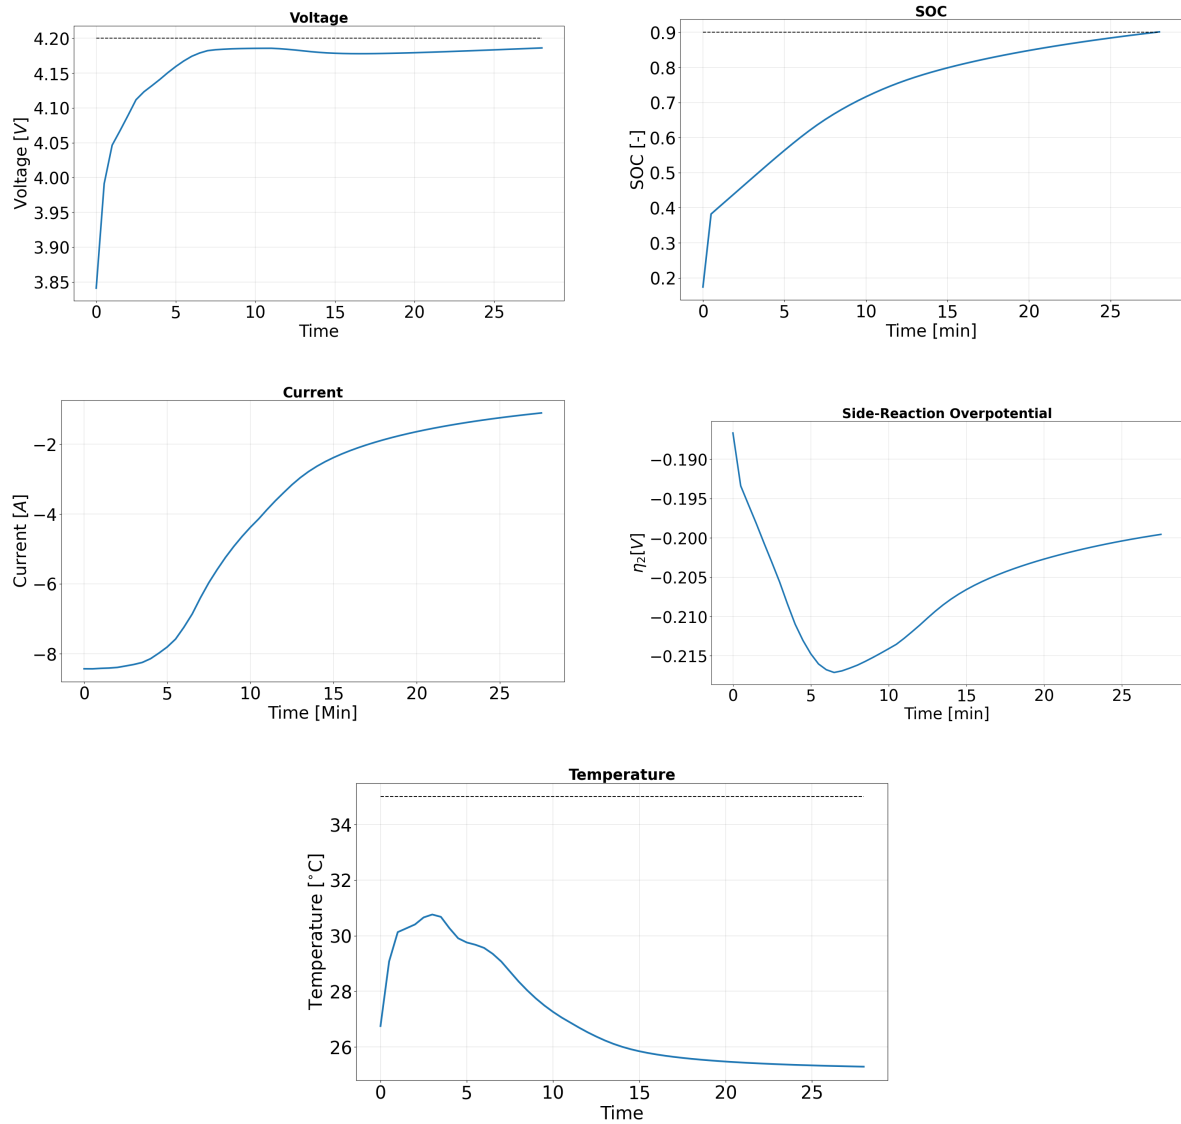 Voltage
4.20
4.15
4.10
4.05
4.00
3.95
3.90
3.85
Voltage [V]
0 5 10 15 20 25
Time
SOC
0.9
0.8
0.7
0.6
0.5
0.4
0.3
0.2
SOC [-]
0 5 10 15 20 25
Time [min]
Current
−2
−4
−6
−8
Current [A]
0 5 10 15 20 25
Time [Min]
Side-Reaction Overpotential
−0.190
−0.195
−0.200
−0.205
−0.210
−0.215
η₂[V]
0 5 10 15 20 25
Time [min]
Temperature
34
32
30
28
26
Temperature [°C]
0 5 10 15 20 25
Time